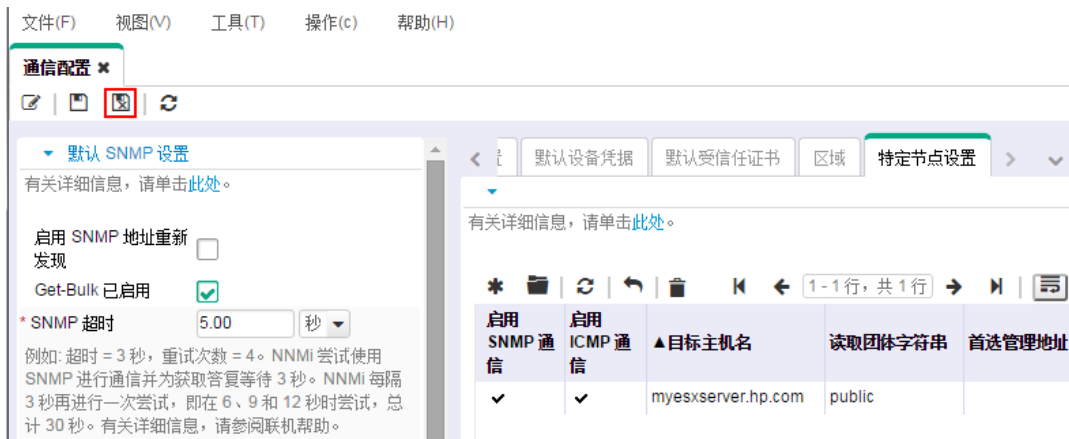 文件(F) 视图(V) 工具(T) 操作(c) 帮助(H)
通信配置
默认 SNMP 设置
有关详细信息，请单击此处。
启用 SNMP 地址重新
发现
Get-Bulk 已启用
* SNMP 超时 5.00 秒
例如: 超时 = 3 秒，重试次数 = 4。NNMi 尝试使用
SNMP 进行通信并为获取答复等待 3 秒。NNMi 每隔
3 秒再进行一次尝试，即在 6、9 和 12 秒时尝试，总
计 30 秒。有关详细信息，请参阅联机帮助。
默认设备凭据 默认受信任证书 区域 特定节点设置
有关详细信息，请单击此处。
1 - 1 行，共 1 行
启用
SNMP 通
信
启用
ICMP 通
信
▲目标主机名
读取团体字符串
首选管理地址
myesxserver.hp.com public